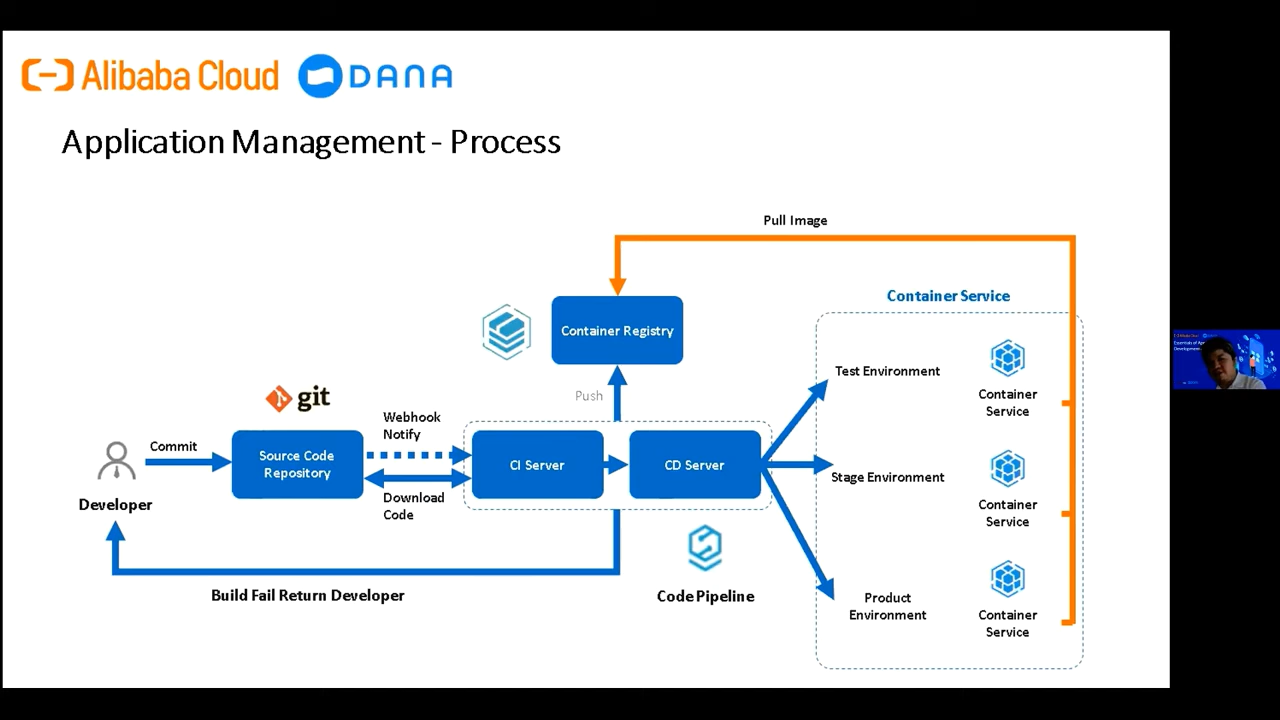 Alibaba Cloud
DANA
Application Management - Process
Pull Image
Container Service
Container Registry
Test Environment
Container
Service
Push
git
Webhook
Notify
Commit
Source Code
Repository
CI Server
CD Server
Stage Environment
Container
Service
Developer
Download
Code
Build Fail Return Developer
Code Pipeline
Product
Environment
Container
Service